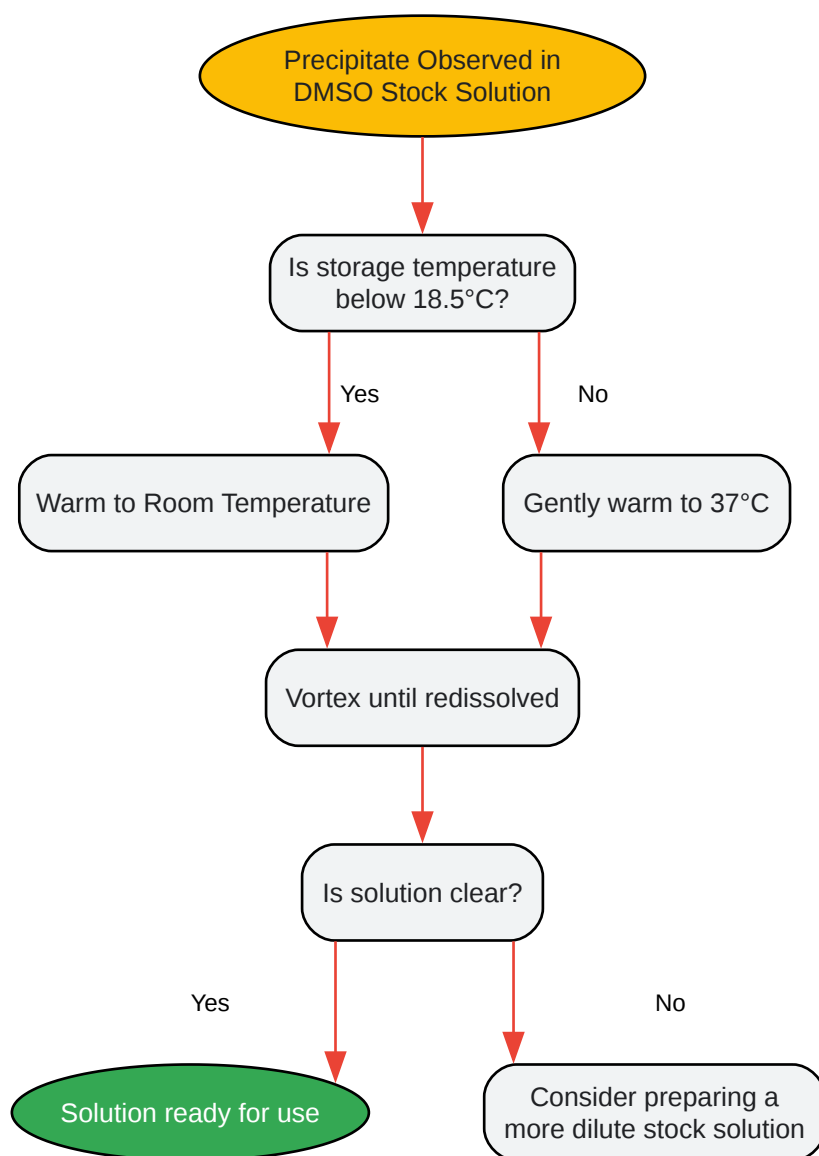 Precipitate Observed in
DMSO Stock Solution
Is storage temperature
below 18.5°C?
Yes
No
Warm to Room Temperature
Gently warm to 37°C
Vortex until redissolved
Is solution clear?
Yes
No
Solution ready for use
Consider preparing a
more dilute stock solution